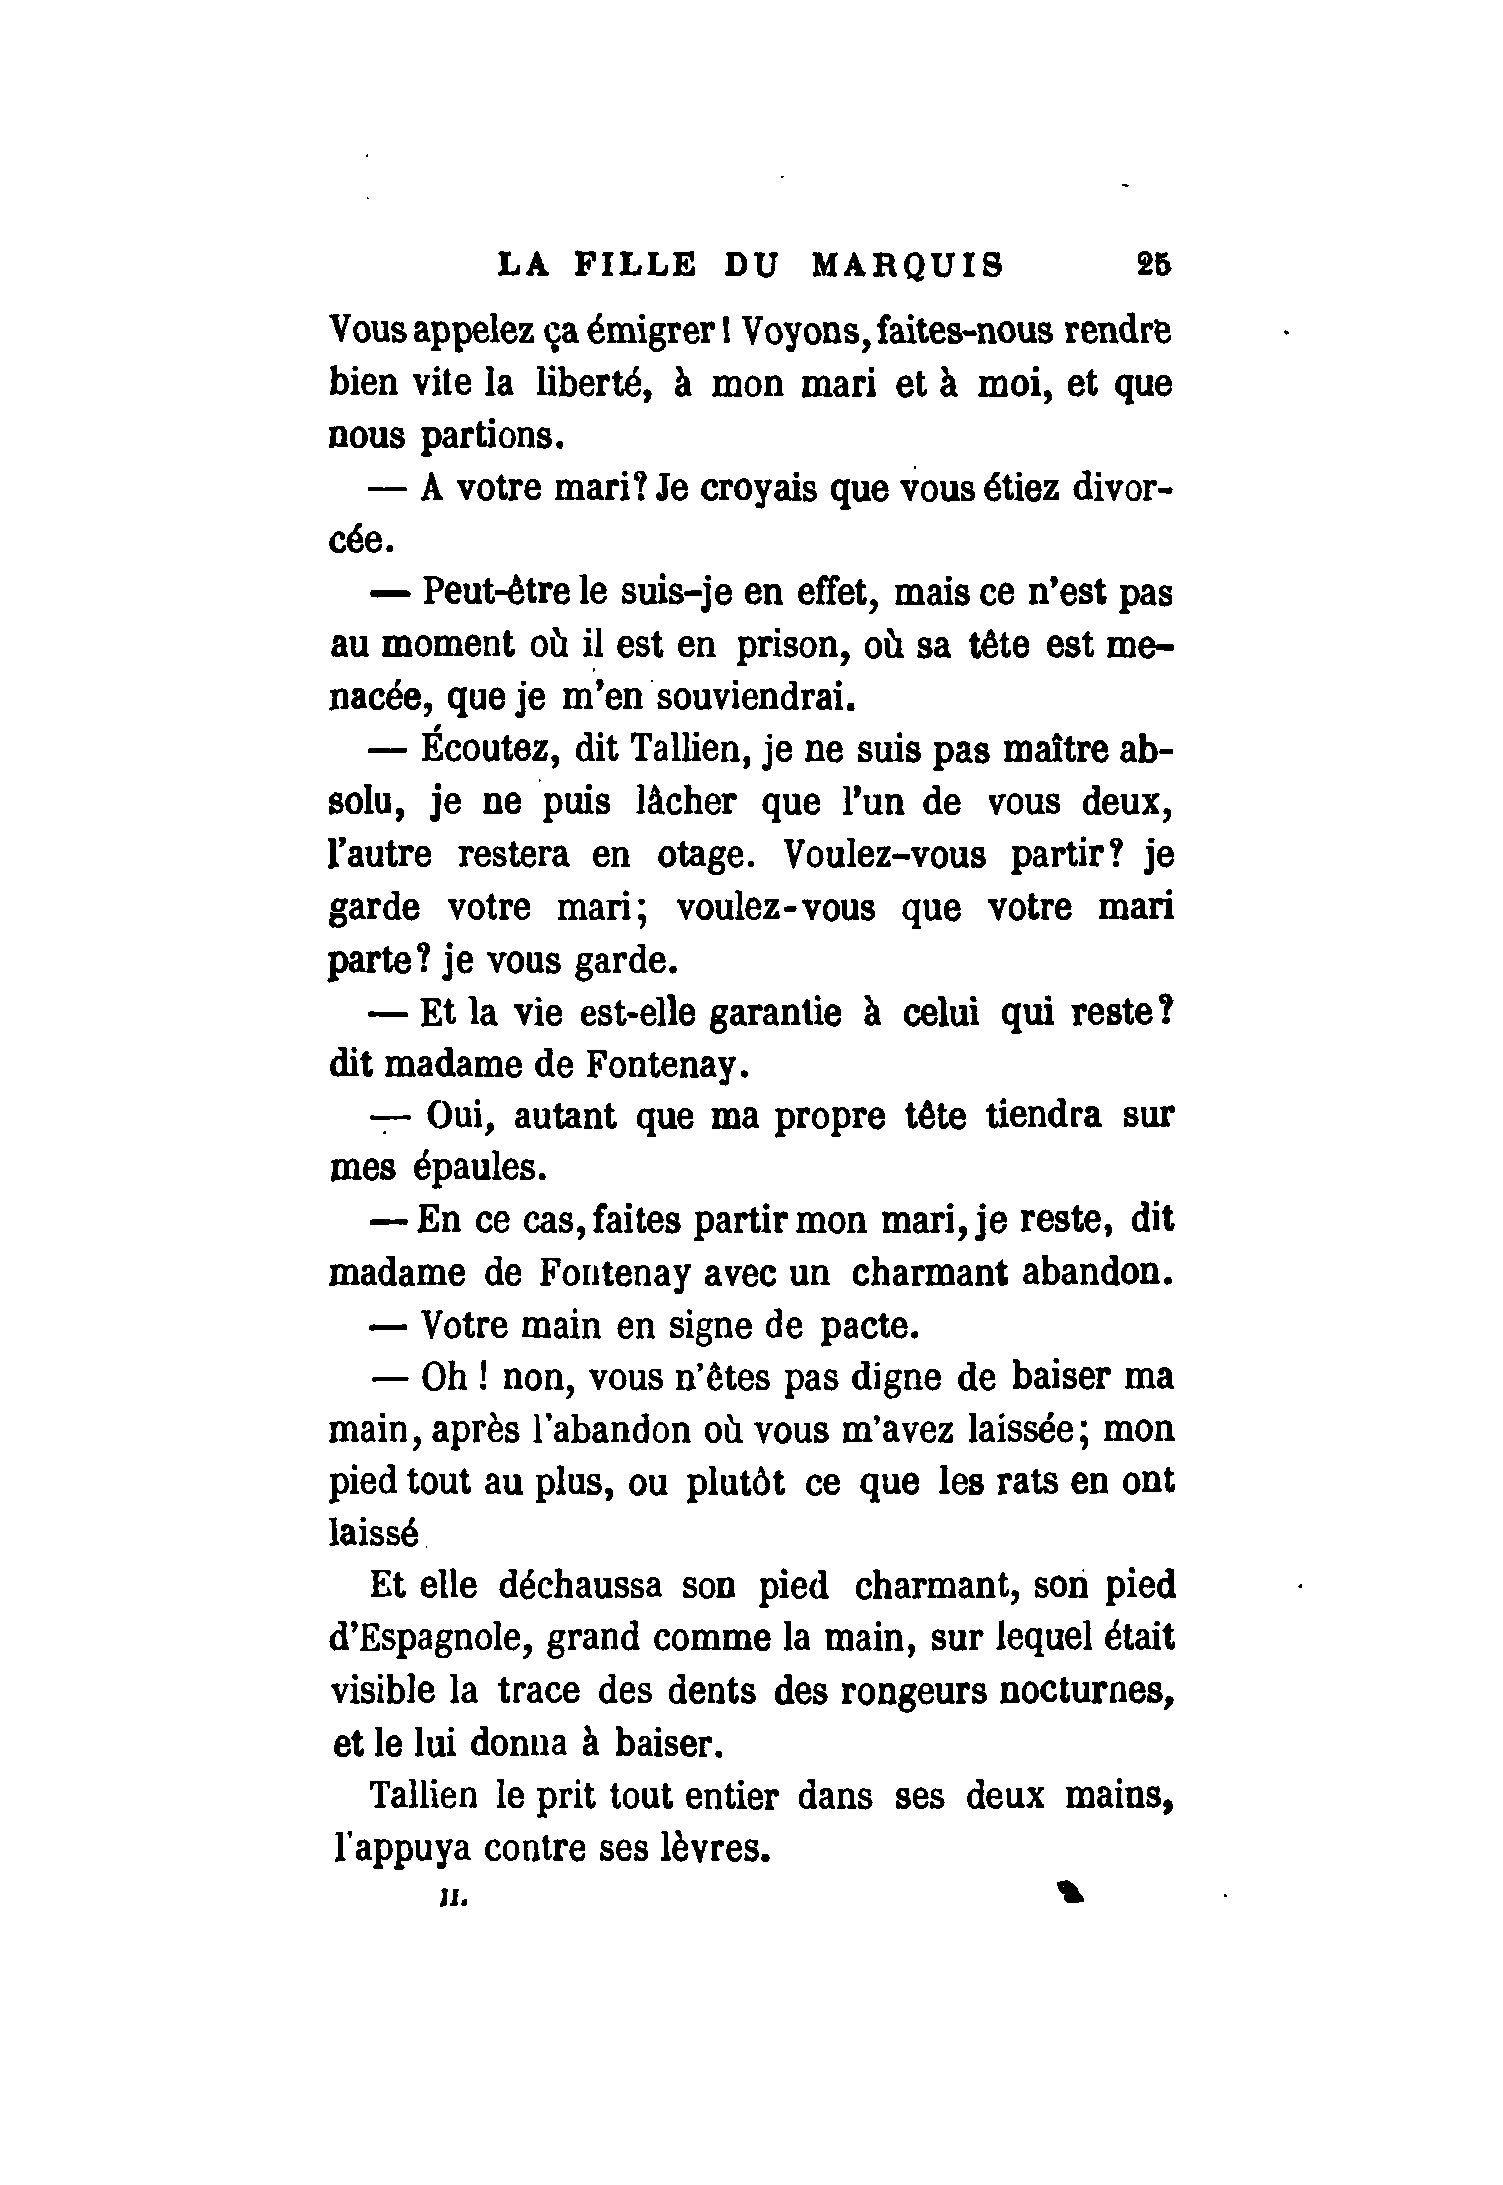 LA FILLE DU MARQUIS 25
Vous appelez ça émigrer! Voyons, faites-nous rendre
bien vite la liberté, à mon mari et à moi, et que
nous partions.
— A votre mari? Je croyais que vous étiez divor-
cée.
— Peut-être le suis-je en effet, mais ce n'est pas
au moment où il est en prison, où sa tête est me-
nacée, que je m'en souviendrai.
— Écoutez, dit Tallien, je ne suis pas maître ab-
solu, je ne puis lâcher que l'un de vous deux,
l'autre restera en otage. Voulez-vous partir? je
garde votre mari; voulez-vous que votre mari
parte? je vous garde.
— Et la vie est-elle garantie à celui qui reste?
dit madame de Fontenay.
— Oui, autant que ma propre tête tiendra sur
mes épaules.
— En ce cas, faites partir mon mari, je reste, dit
madame de Fontenay avec un charmant abandon.
— Votre main en signe de pacte.
— Oh! non, vous n'êtes pas digne de baiser ma
main, après l'abandon où vous m'avez laissée; mon
pied tout au plus, ou plutôt ce que les rats en ont
laissé
Et elle déchaussa son pied charmant, son pied
d'Espagnole, grand comme la main, sur lequel était
visible la trace des dents des rongeurs nocturnes,
et le lui donna à baiser.
Tallien le prit tout entier dans ses deux mains,
l'appuya contre ses lèvres.
II.